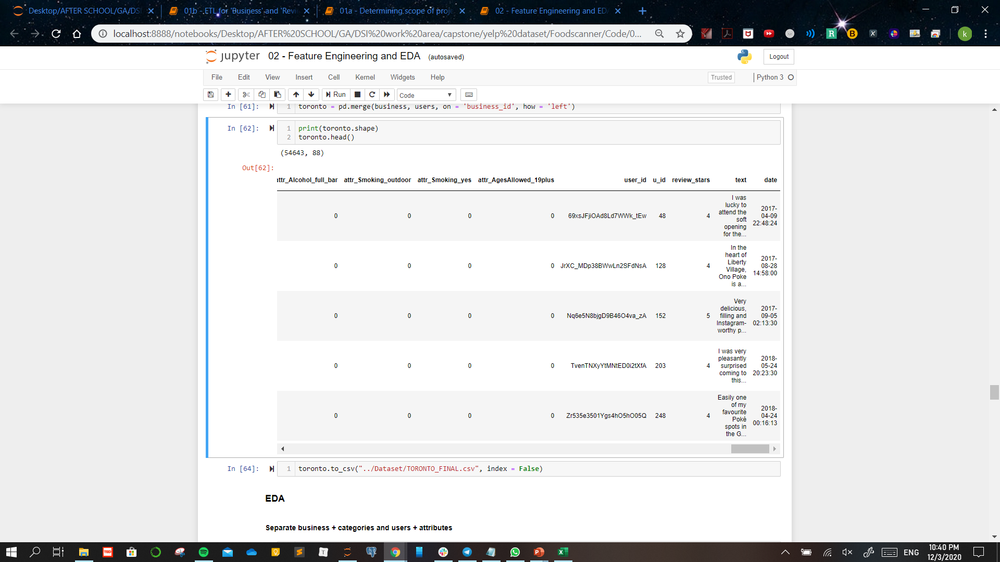 Desktop/AFTER SCHOOL/GA/DSI
01b - ETL for 'Business' and 'Revi
01a - Determining scope of proje
02 - Feature Engineering and ED
localhost:8888/notebooks/Desktop/AFTER%20SCHOOL/GA/DSI%20work%20area/capstone/yelp%20dataset/Foodscanner/Code/0...
jupyter 02 - Feature Engineering and EDA (autosaved)
Logout
File Edit View Insert Cell Kernel Widgets Help
Trusted
Python 3
Run
Code
In [61]: 1 toronto = pd.merge(business, users, on = 'business_id', how = 'left')
In [62]: 1 print(toronto.shape)
2 toronto.head()
(54643, 88)
Out[62]:
attr_Alcohol_full_bar attr_Smoking_outdoor attr_Smoking_yes attr_AgesAllowed_19plus user_id u_id review_stars text date
0 0 0 0 69xsJFjiOAd8Ld7WWk_tEw 48 4 I was lucky to attend the soft opening for the... 2017-04-09 22:48:24
0 0 0 0 JrXC_MDp38BWwLn2SFdNsA 128 4 In the heart of Liberty Village, Ono Poke is a... 2017-08-28 14:58:00
0 0 0 0 Nq6e5N8bjgD9B46O4va_zA 152 5 Very delicious, filling and Instagram-worthy p... 2017-09-05 02:13:30
0 0 0 0 TvenTNXyYtMNtED0i2tXfA 203 4 I was very pleasantly surprised coming to this... 2018-05-24 20:23:30
0 0 0 0 Zr535e3501Ygs4hO5hO05Q 248 4 Easily one of my favourite Poké spots in the G... 2018-04-24 00:16:13
In [64]: 1 toronto.to_csv("../Dataset/TORONTO_FINAL.csv", index = False)
EDA
Separate business + categories and users + attributes
ENG
10:40 PM
12/3/2020